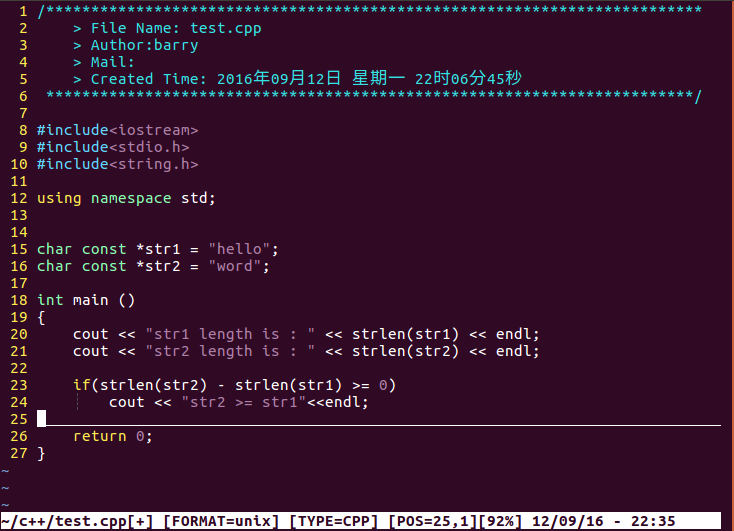 1 /*************************************************************************
2     > File Name: test.cpp
3     > Author:barry
4     > Mail:
5     > Created Time: 2016年09月12日 星期一 22时06分45秒
6  ************************************************************************/
7
8 #include<iostream>
9 #include<stdio.h>
10 #include<string.h>
11
12 using namespace std;
13
14
15 char const *str1 = "hello";
16 char const *str2 = "word";
17
18 int main ()
19 {
20     cout << "str1 length is : " << strlen(str1) << endl;
21     cout << "str2 length is : " << strlen(str2) << endl;
22
23     if(strlen(str2) - strlen(str1) >= 0)
24     ¦   cout << "str2 >= str1"<<endl;
25
26     return 0;
27 }
~
~
~
~/c++/test.cpp[+] [FORMAT=unix] [TYPE=CPP] [POS=25,1][92%] 12/09/16 - 22:35